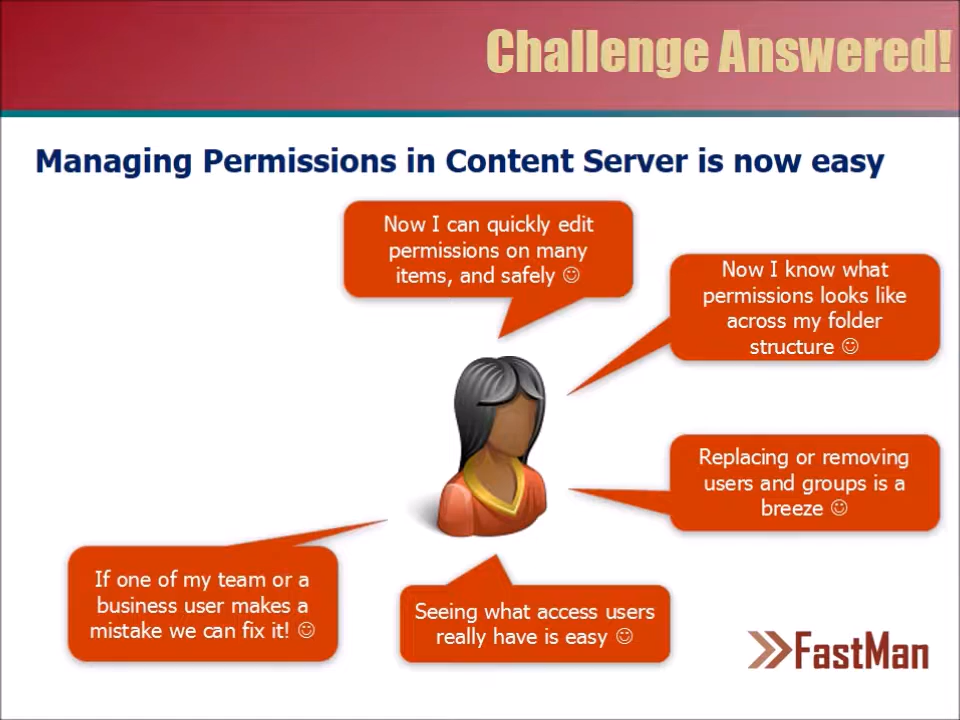 Challenge Answered!
Managing Permissions in Content Server is now easy
Now I can quickly edit
permissions on many
items, and safely ☺
Now I know what
permissions looks like
across my folder
structure ☺
Replacing or removing
users and groups is a
breeze ☺
If one of my team or a
business user makes a
mistake we can fix it! ☺
Seeing what access users
really have is easy ☺
FastMan